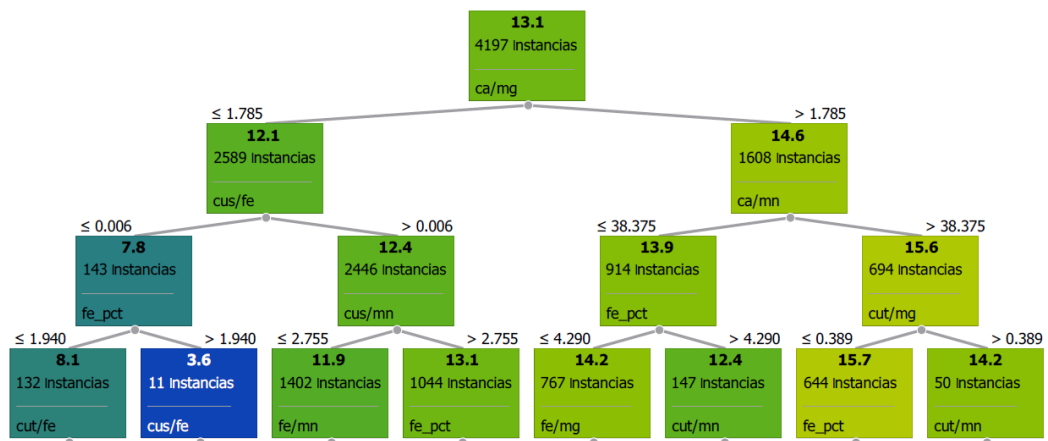 13.1
4197 Instancias
ca/mg
≤ 1.785
> 1.785
12.1
2589 Instancias
cus/fe
14.6
1608 Instancias
ca/mn
≤ 0.006
> 0.006
≤ 38.375
> 38.375
7.8
143 Instancias
fe_pct
12.4
2446 Instancias
cus/mn
13.9
914 Instancias
fe_pct
15.6
694 Instancias
cut/mg
≤ 1.940
> 1.940
≤ 2.755
> 2.755
≤ 4.290
> 4.290
≤ 0.389
> 0.389
8.1
132 Instancias
cut/fe
3.6
11 Instancias
cus/fe
11.9
1402 Instancias
fe/mn
13.1
1044 Instancias
fe_pct
14.2
767 Instancias
fe/mg
12.4
147 Instancias
cut/mn
15.7
644 Instancias
fe_pct
14.2
50 Instancias
cut/mn